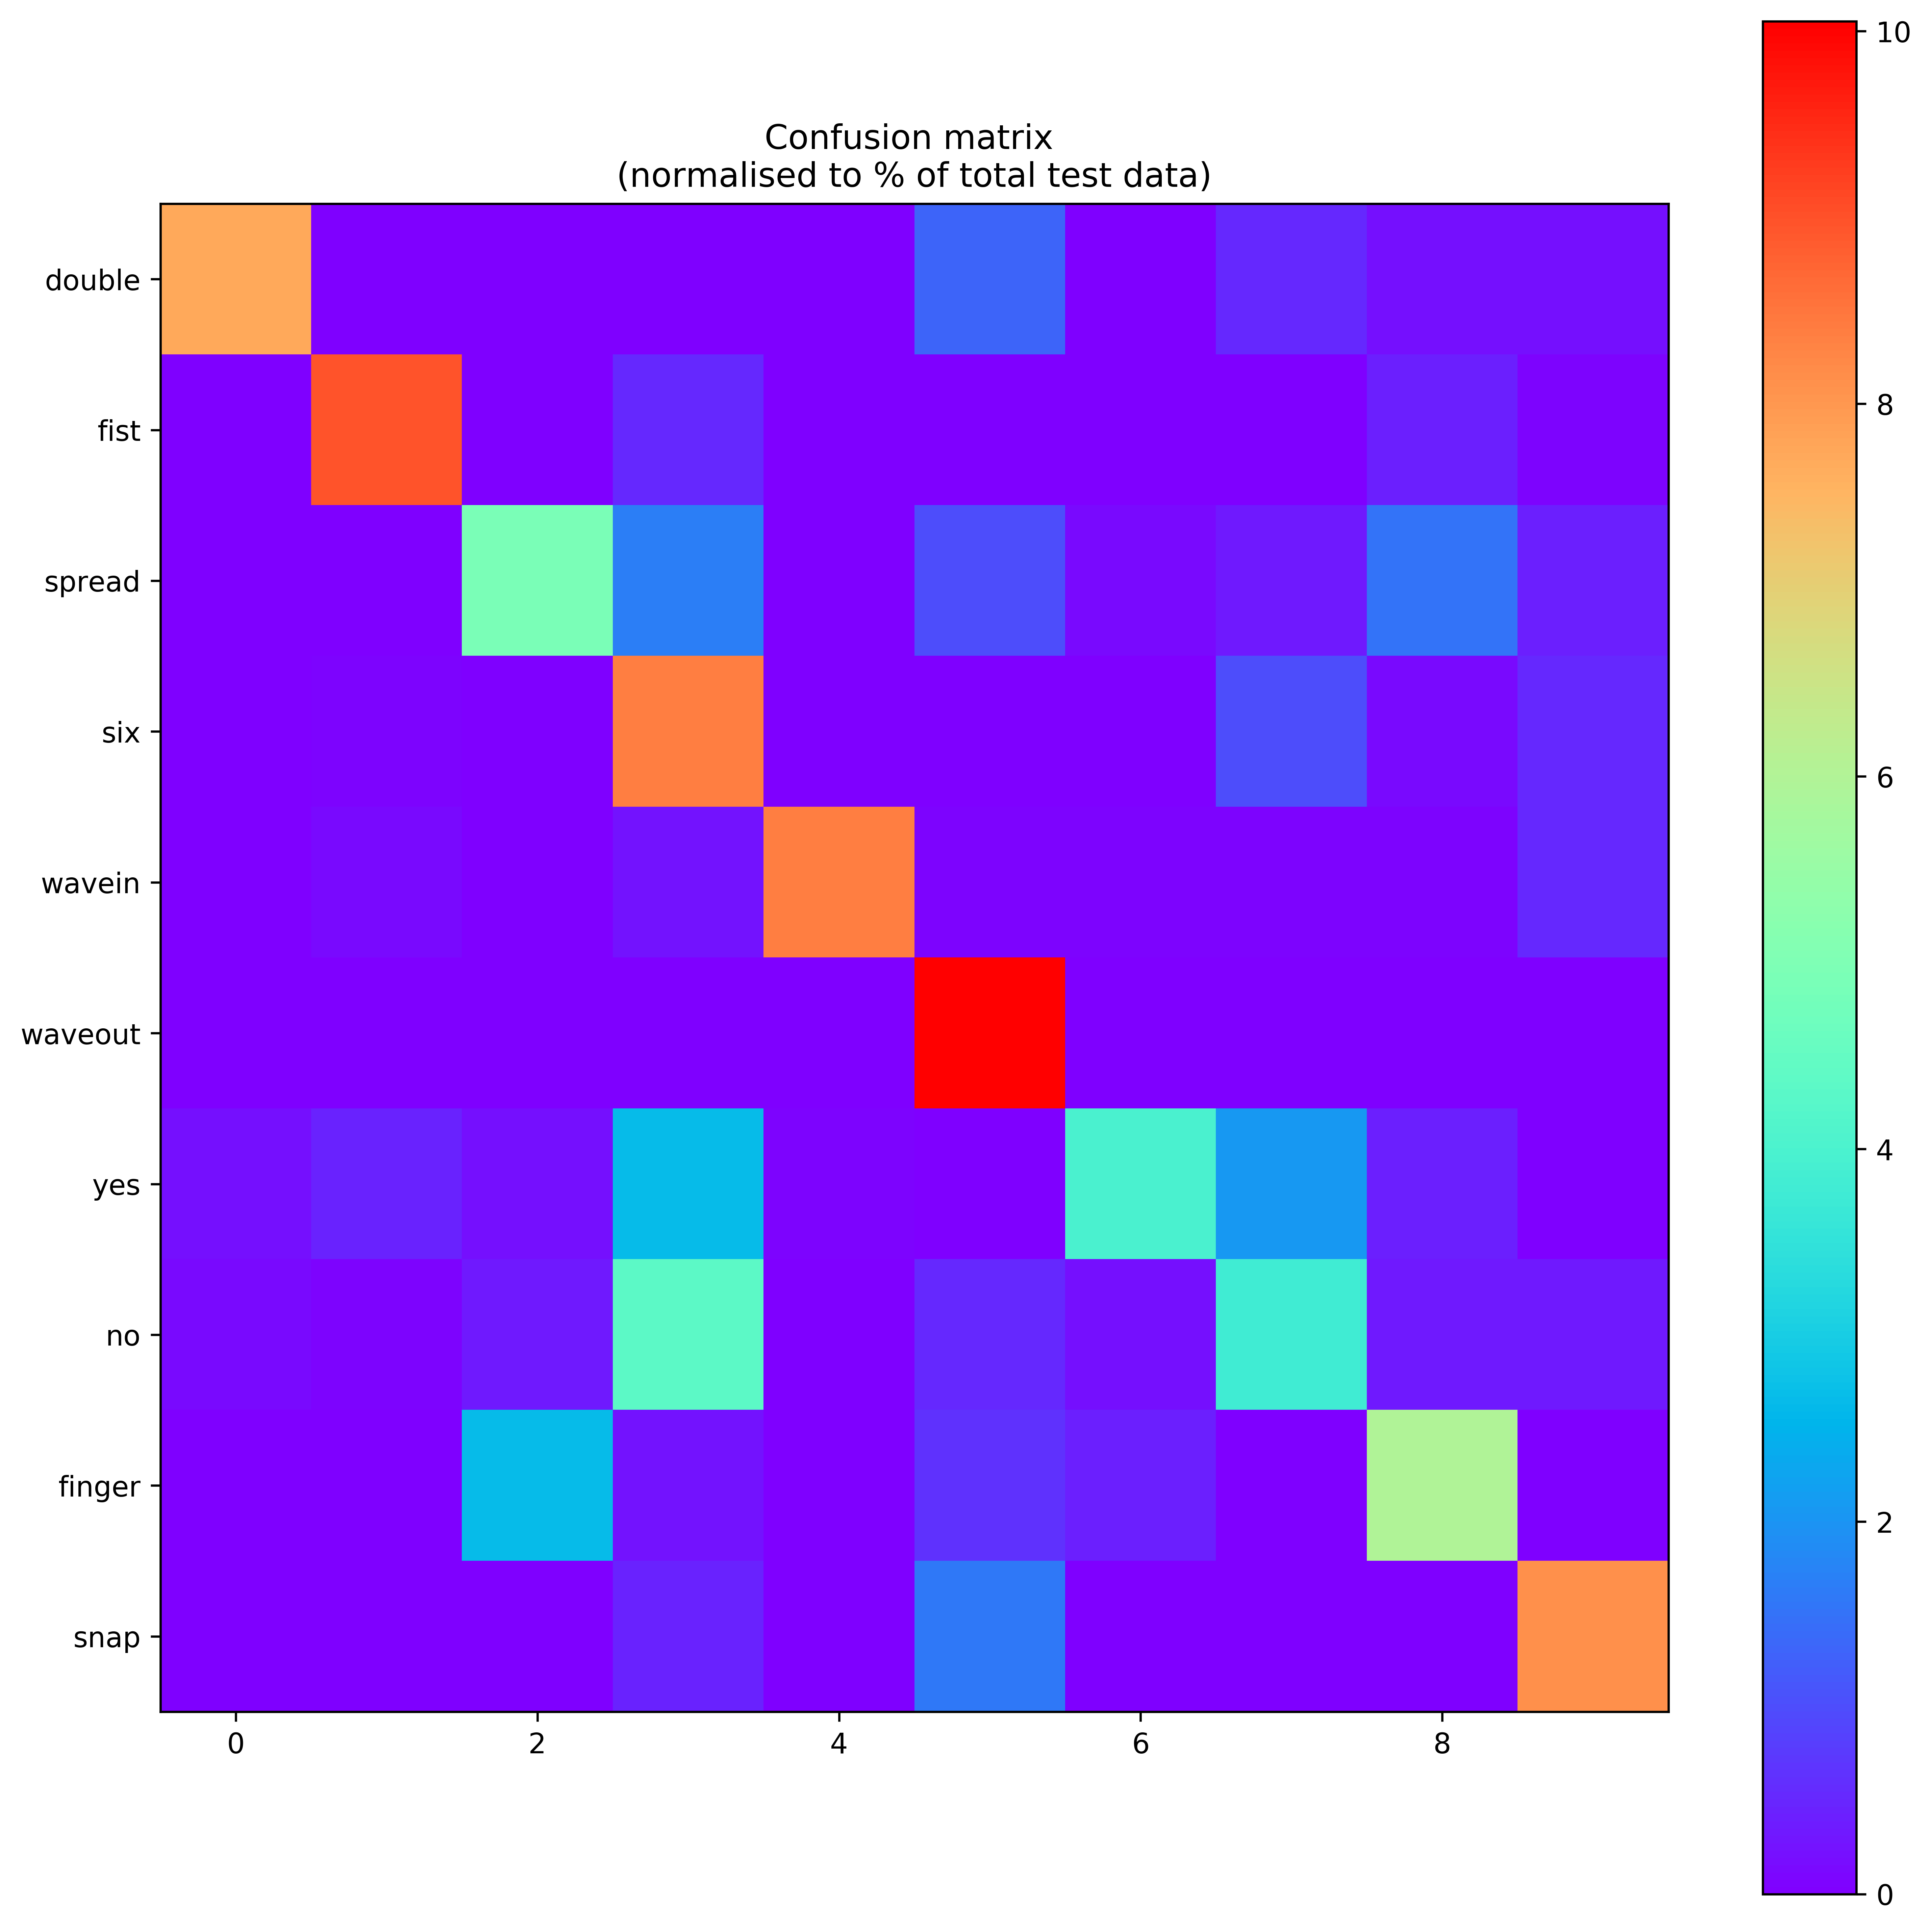 Confusion matrix
(normalised to % of total test data)
double
fist
spread
six
wavein
waveout
yes
no
finger
snap
0 2 4 6 8
10
8
6
4
2
0